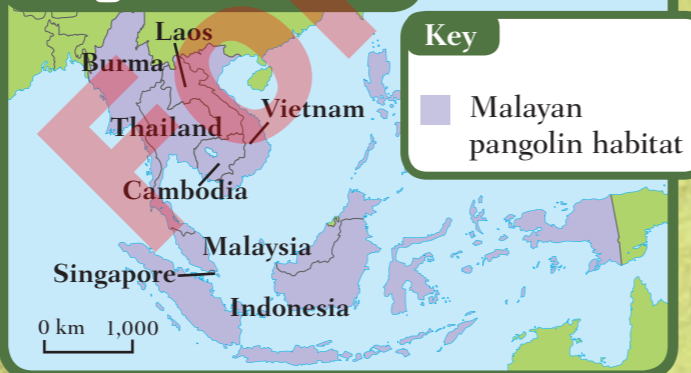 Key
Malayan
pangolin habitat
Laos
Burma
Vietnam
Thailand
Cambodia
Malaysia
Singapore
Indonesia
0 km 1,000